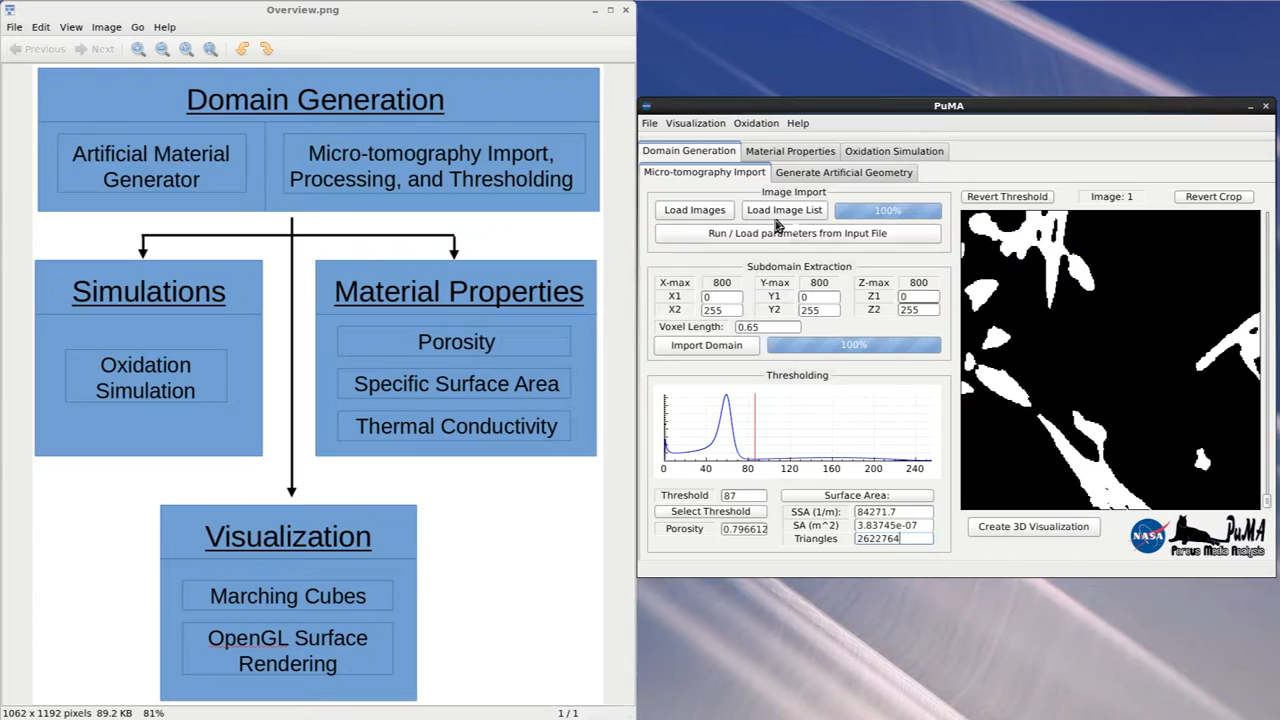 Overview.png
File Edit View Image Go Help
Previous Next
Domain Generation
Artificial Material
Generator
Micro-tomography Import,
Processing, and Thresholding
Simulations
Oxidation
Simulation
Material Properties
Porosity
Specific Surface Area
Thermal Conductivity
Visualization
Marching Cubes
OpenGL Surface
Rendering
1062 x 1192 pixels 89.2 KB 81% 1 / 1
PuMA
File Visualization Oxidation Help
Domain Generation Material Properties Oxidation Simulation
Micro-tomography Import Generate Artificial Geometry
Image Import
Load Images Load Image List 100%
Run / Load parameters from Input File
Subdomain Extraction
X-max 800 Y-max 800 Z-max 800
X1 0 Y1 0 Z1 0
X2 255 Y2 255 Z2 255
Voxel Length: 0.65
Import Domain 100%
Thresholding
0 40 80 120 160 200 240
Threshold 87 Surface Area:
Select Threshold SSA (1/m): 84271.7
Porosity 0.796612 SA (m^2) 3.83745e-07
Triangles 2622764
Revert Threshold Image: 1 Revert Crop
Create 3D Visualization
NASA
PuMA
Porous Media Analysis